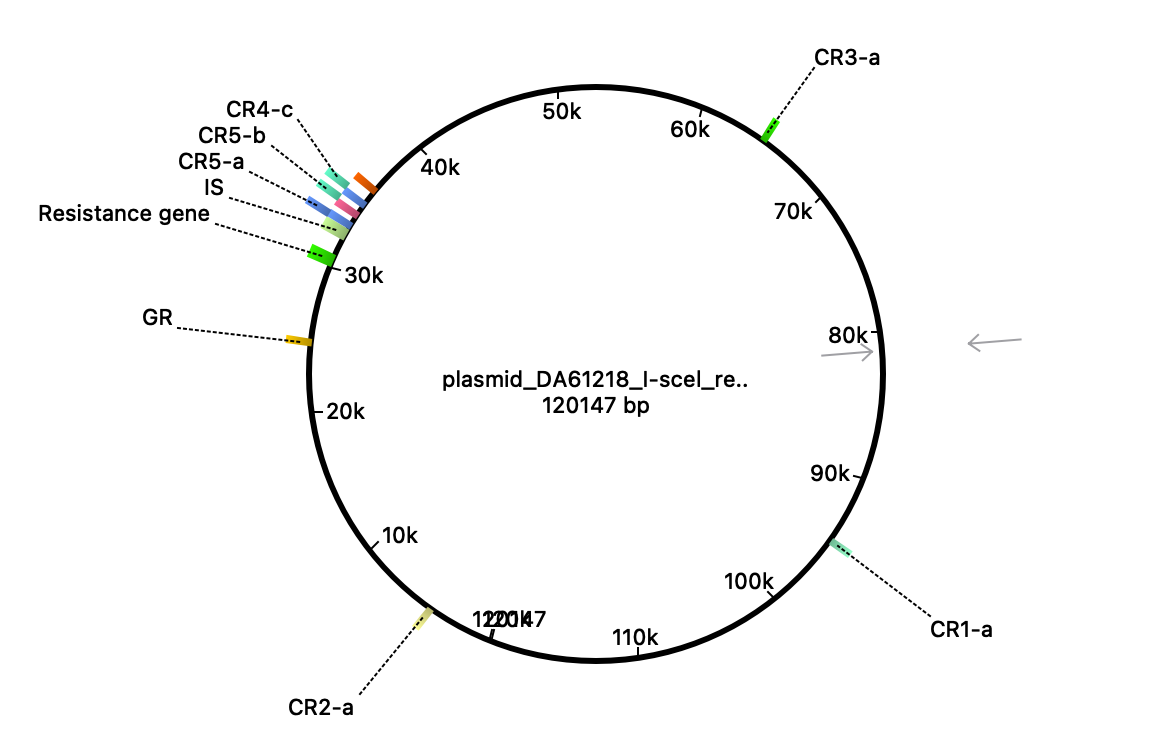 CR3-a
CR4-c
50k
60k
CR5-b
CR5-a
40k
IS
Resistance gene
70k
30k
GR
80k
plasmid_DA61218_I-sceI_re..
120147 bp
20k
90k
10k
100k
120k
120147
110k
CR1-a
CR2-a